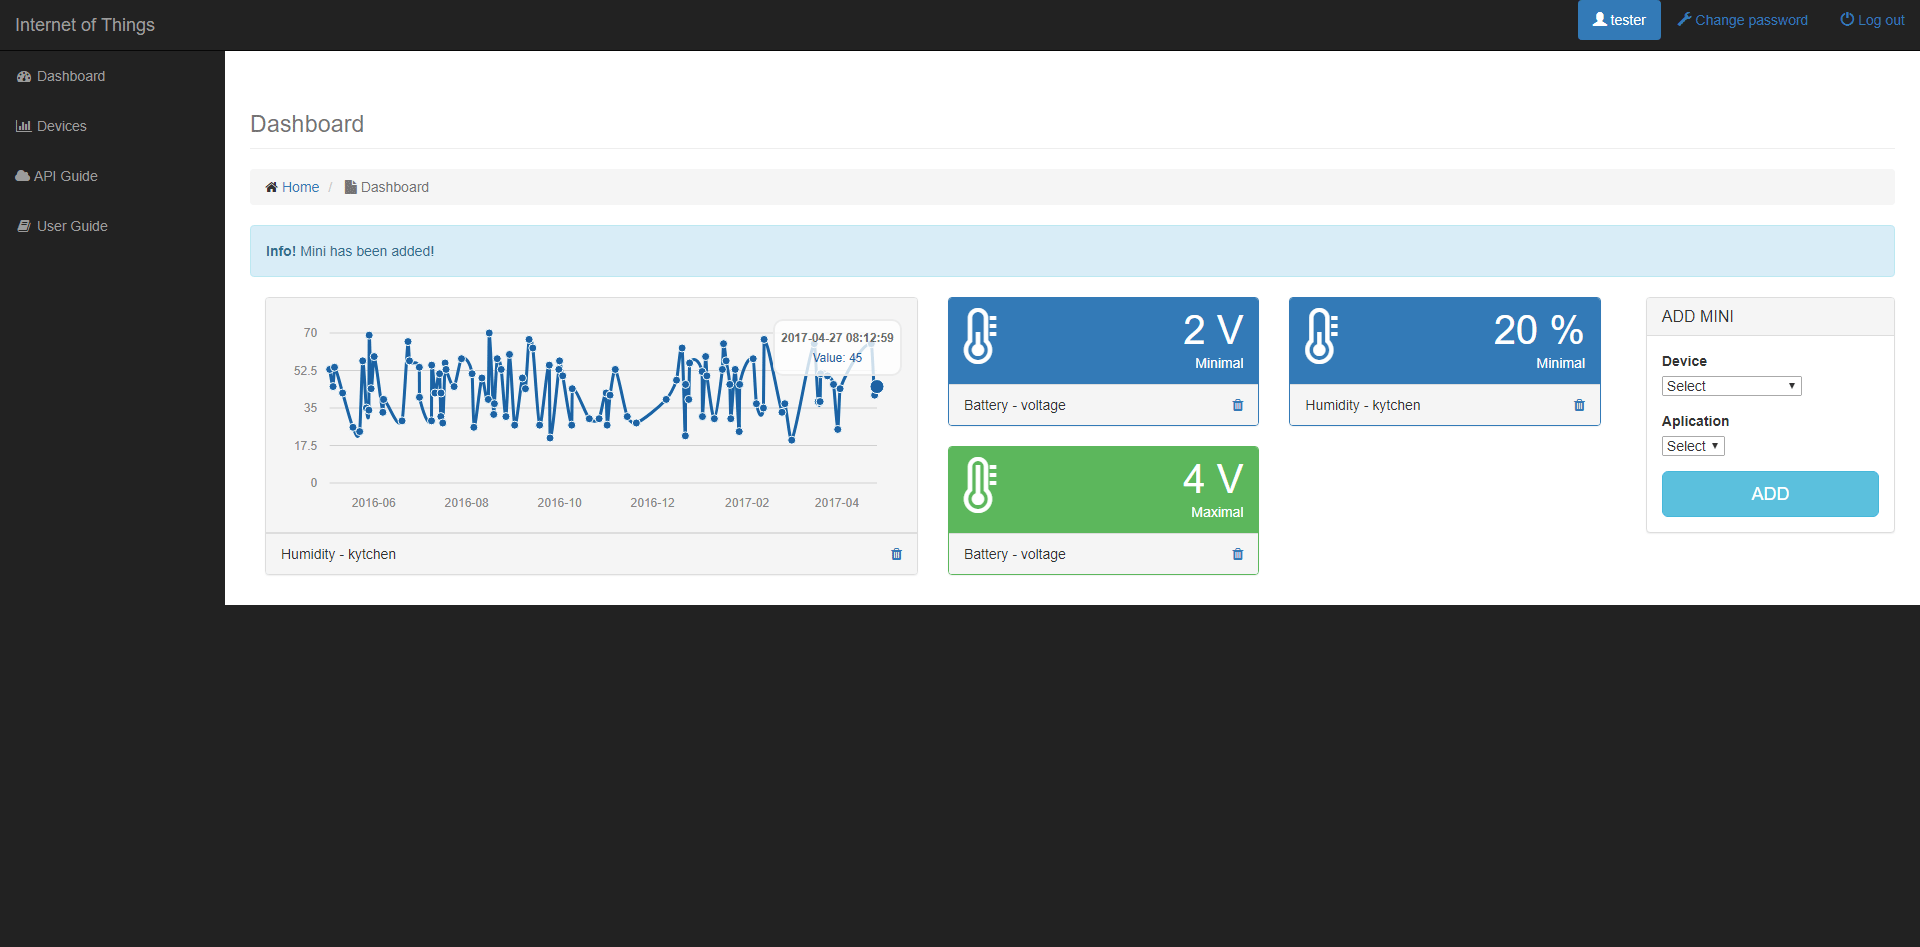 Internet of Things
tester
Change password
Log out
Dashboard
Devices
API Guide
User Guide
Dashboard
Home / Dashboard
Info! Mini has been added!
70
52.5
35
17.5
0
2016-06
2016-08
2016-10
2016-12
2017-02
2017-04
2017-04-27 08:12:59
Value: 45
Humidity - kytchen
2 V
Minimal
Battery - voltage
20 %
Minimal
Humidity - kytchen
4 V
Maximal
Battery - voltage
ADD MINI
Device
Select
Aplication
Select
ADD